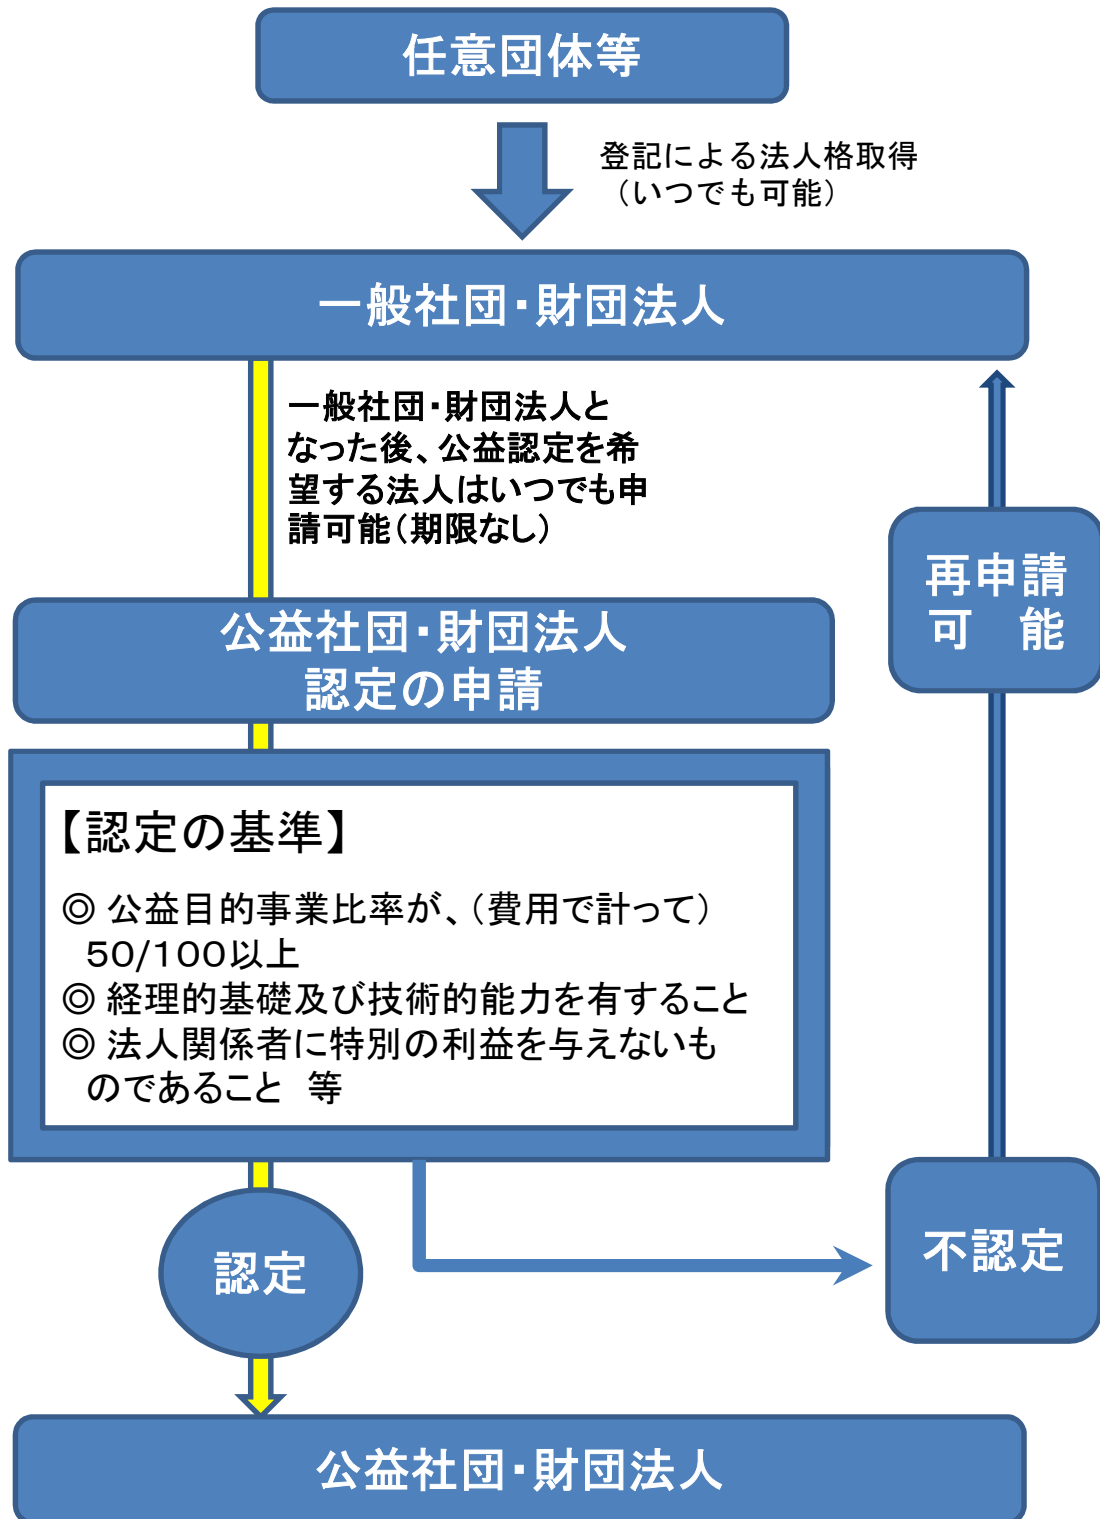 任意団体等
登記による法人格取得
（いつでも可能）
一般社団・財団法人
一般社団・財団法人と
なった後、公益認定を希
望する法人はいつでも申
請可能（期限なし）
再申請
可　能
公益社団・財団法人
認定の申請
【認定の基準】
◎ 公益目的事業比率が、（費用で計って）
50/100以上
◎ 経理的基礎及び技術的能力を有すること
◎ 法人関係者に特別の利益を与えないも
のであること　等
認定
不認定
公益社団・財団法人